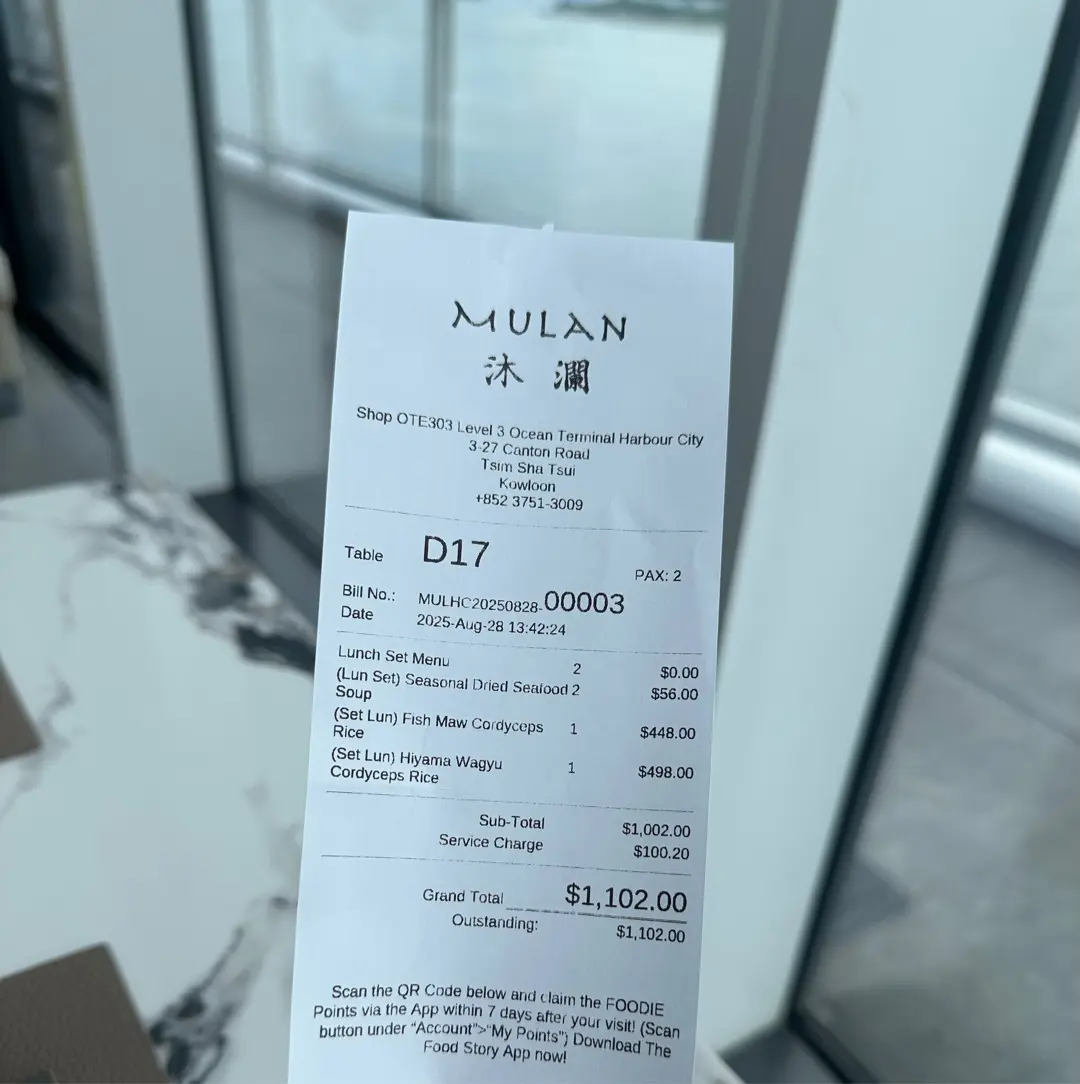 MULAN
沐瀾
Shop OTE303 Level 3 Ocean Terminal Harbour City
3-27 Canton Road
Tsim Sha Tsui
Kowloon
+852 3751-3009
Table D17 PAX: 2
Bill No.: MULHC20250828-00003
Date 2025-Aug-28 13:42:24
Lunch Set Menu 2 $0.00
(Lun Set) Seasonal Dried Seafood 2 $56.00
Soup
(Set Lun) Fish Maw Cordyceps 1 $448.00
Rice
(Set Lun) Hiyama Wagyu 1 $498.00
Cordyceps Rice
Sub-Total $1,002.00
Service Charge $100.20
Grand Total $1,102.00
Outstanding: $1,102.00
Scan the QR Code below and claim the FOODIE
Points via the App within 7 days after your visit! (Scan
button under "Account">"My Points") Download The
Food Story App now!